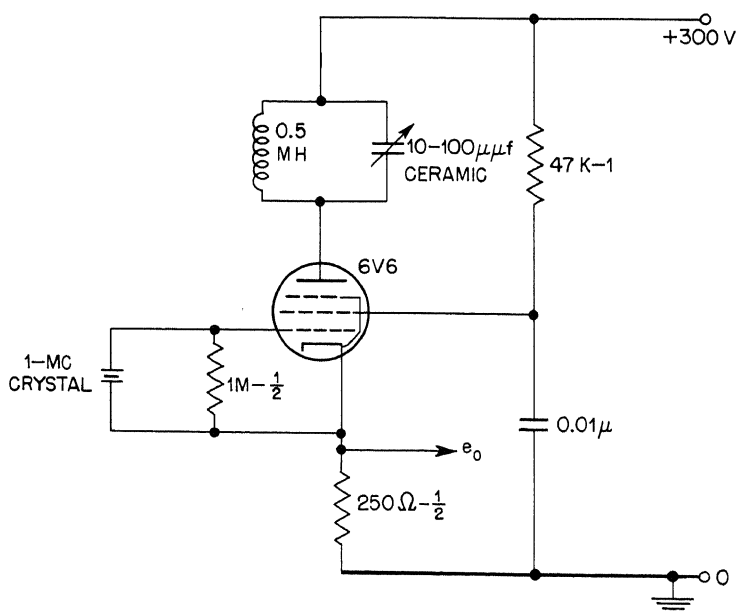 +300 V
0.5
MH
10–100μμf
CERAMIC
47 K–1
6V6
1–MC
CRYSTAL
1M–½
0.01μ
e₀
250Ω–½
0